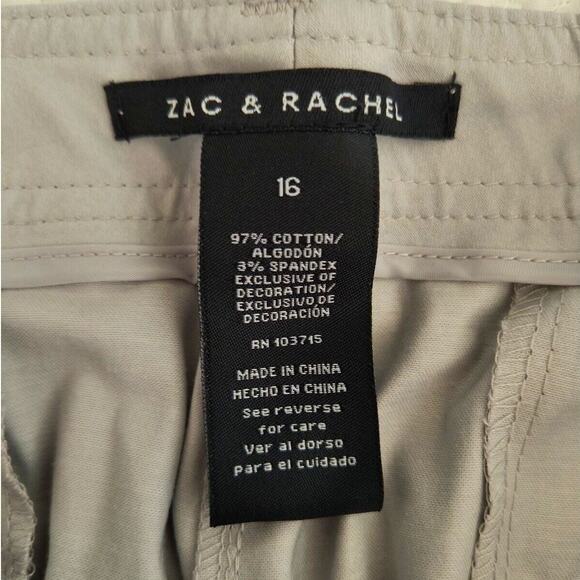 ZAC & RACHEL
16
97% COTTON/
ALGODÓN
3% SPANDEX
EXCLUSIVE OF
DECORATION/
EXCLUSIVO DE
DECORACIÓN
RN 103715
MADE IN CHINA
HECHO EN CHINA
See reverse
for care
Ver al dorso
para el cuidado